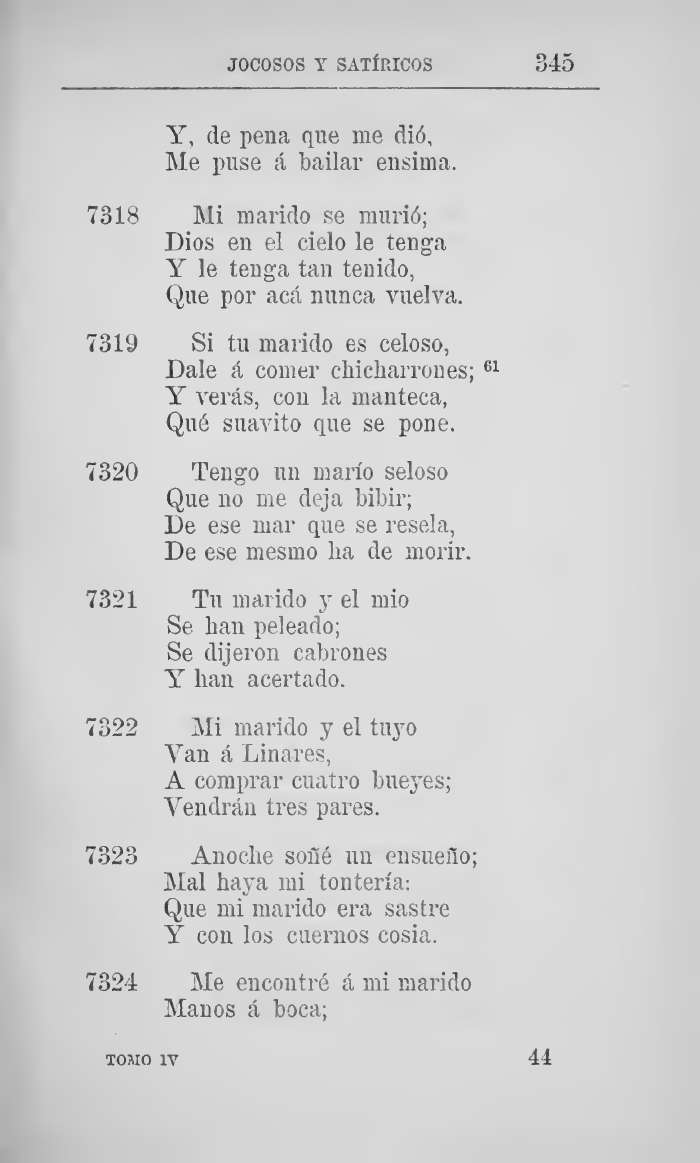 JOCOSOS Y SATÍRICOS 345
Y, de pena que me dió,
Me puse á bailar ensima.
7318 Mi marido se murió;
Dios en el cielo le tenga
Y le tenga tan tenido,
Que por acá nunca vuelva.
7319 Si tu marido es celoso,
Dale á comer chicharrones; 61
Y verás, con la manteca,
Qué suavito que se pone.
7320 Tengo un marío seloso
Que no me deja bibir;
De ese mar que se resela,
De ese mesmo ha de morir.
7321 Tu marido y el mio
Se han peleado;
Se dijeron cabrones
Y han acertado.
7322 Mi marido y el tuyo
Van á Linares,
A comprar cuatro bueyes;
Vendrán tres pares.
7323 Anoche soñé un ensueño;
Mal haya mi tontería:
Que mi marido era sastre
Y con los cuernos cosia.
7324 Me encontré á mi marido
Manos á boca;
TOMO IV 44